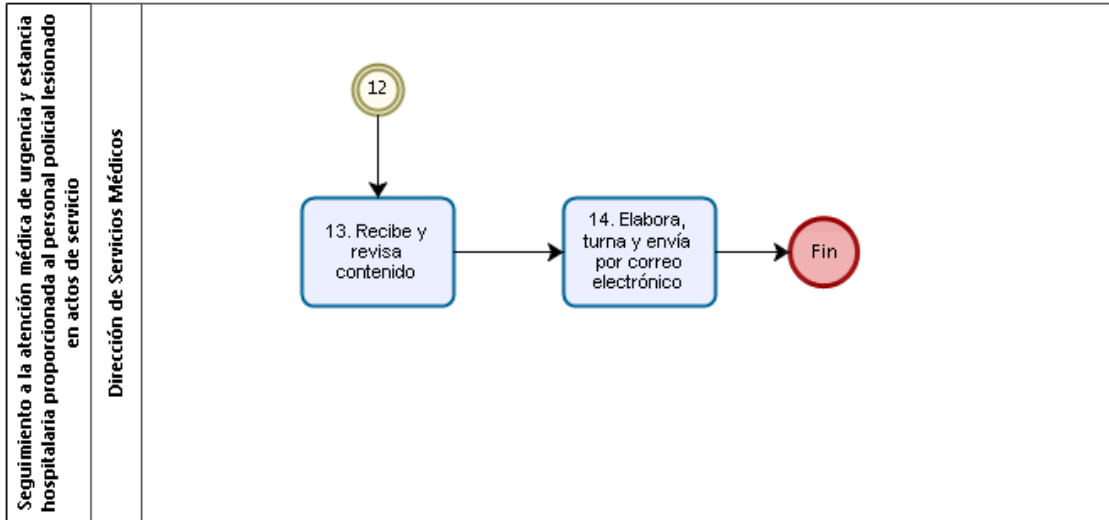 Seguimiento a la atención médica de urgencia y estancia
hospitalaria proporcionada al personal policial lesionado
en actos de servicio
Dirección de Servicios Médicos
12
13. Recibe y
revisa
contenido
14. Elabora,
turna y envía
por correo
electrónico
Fin